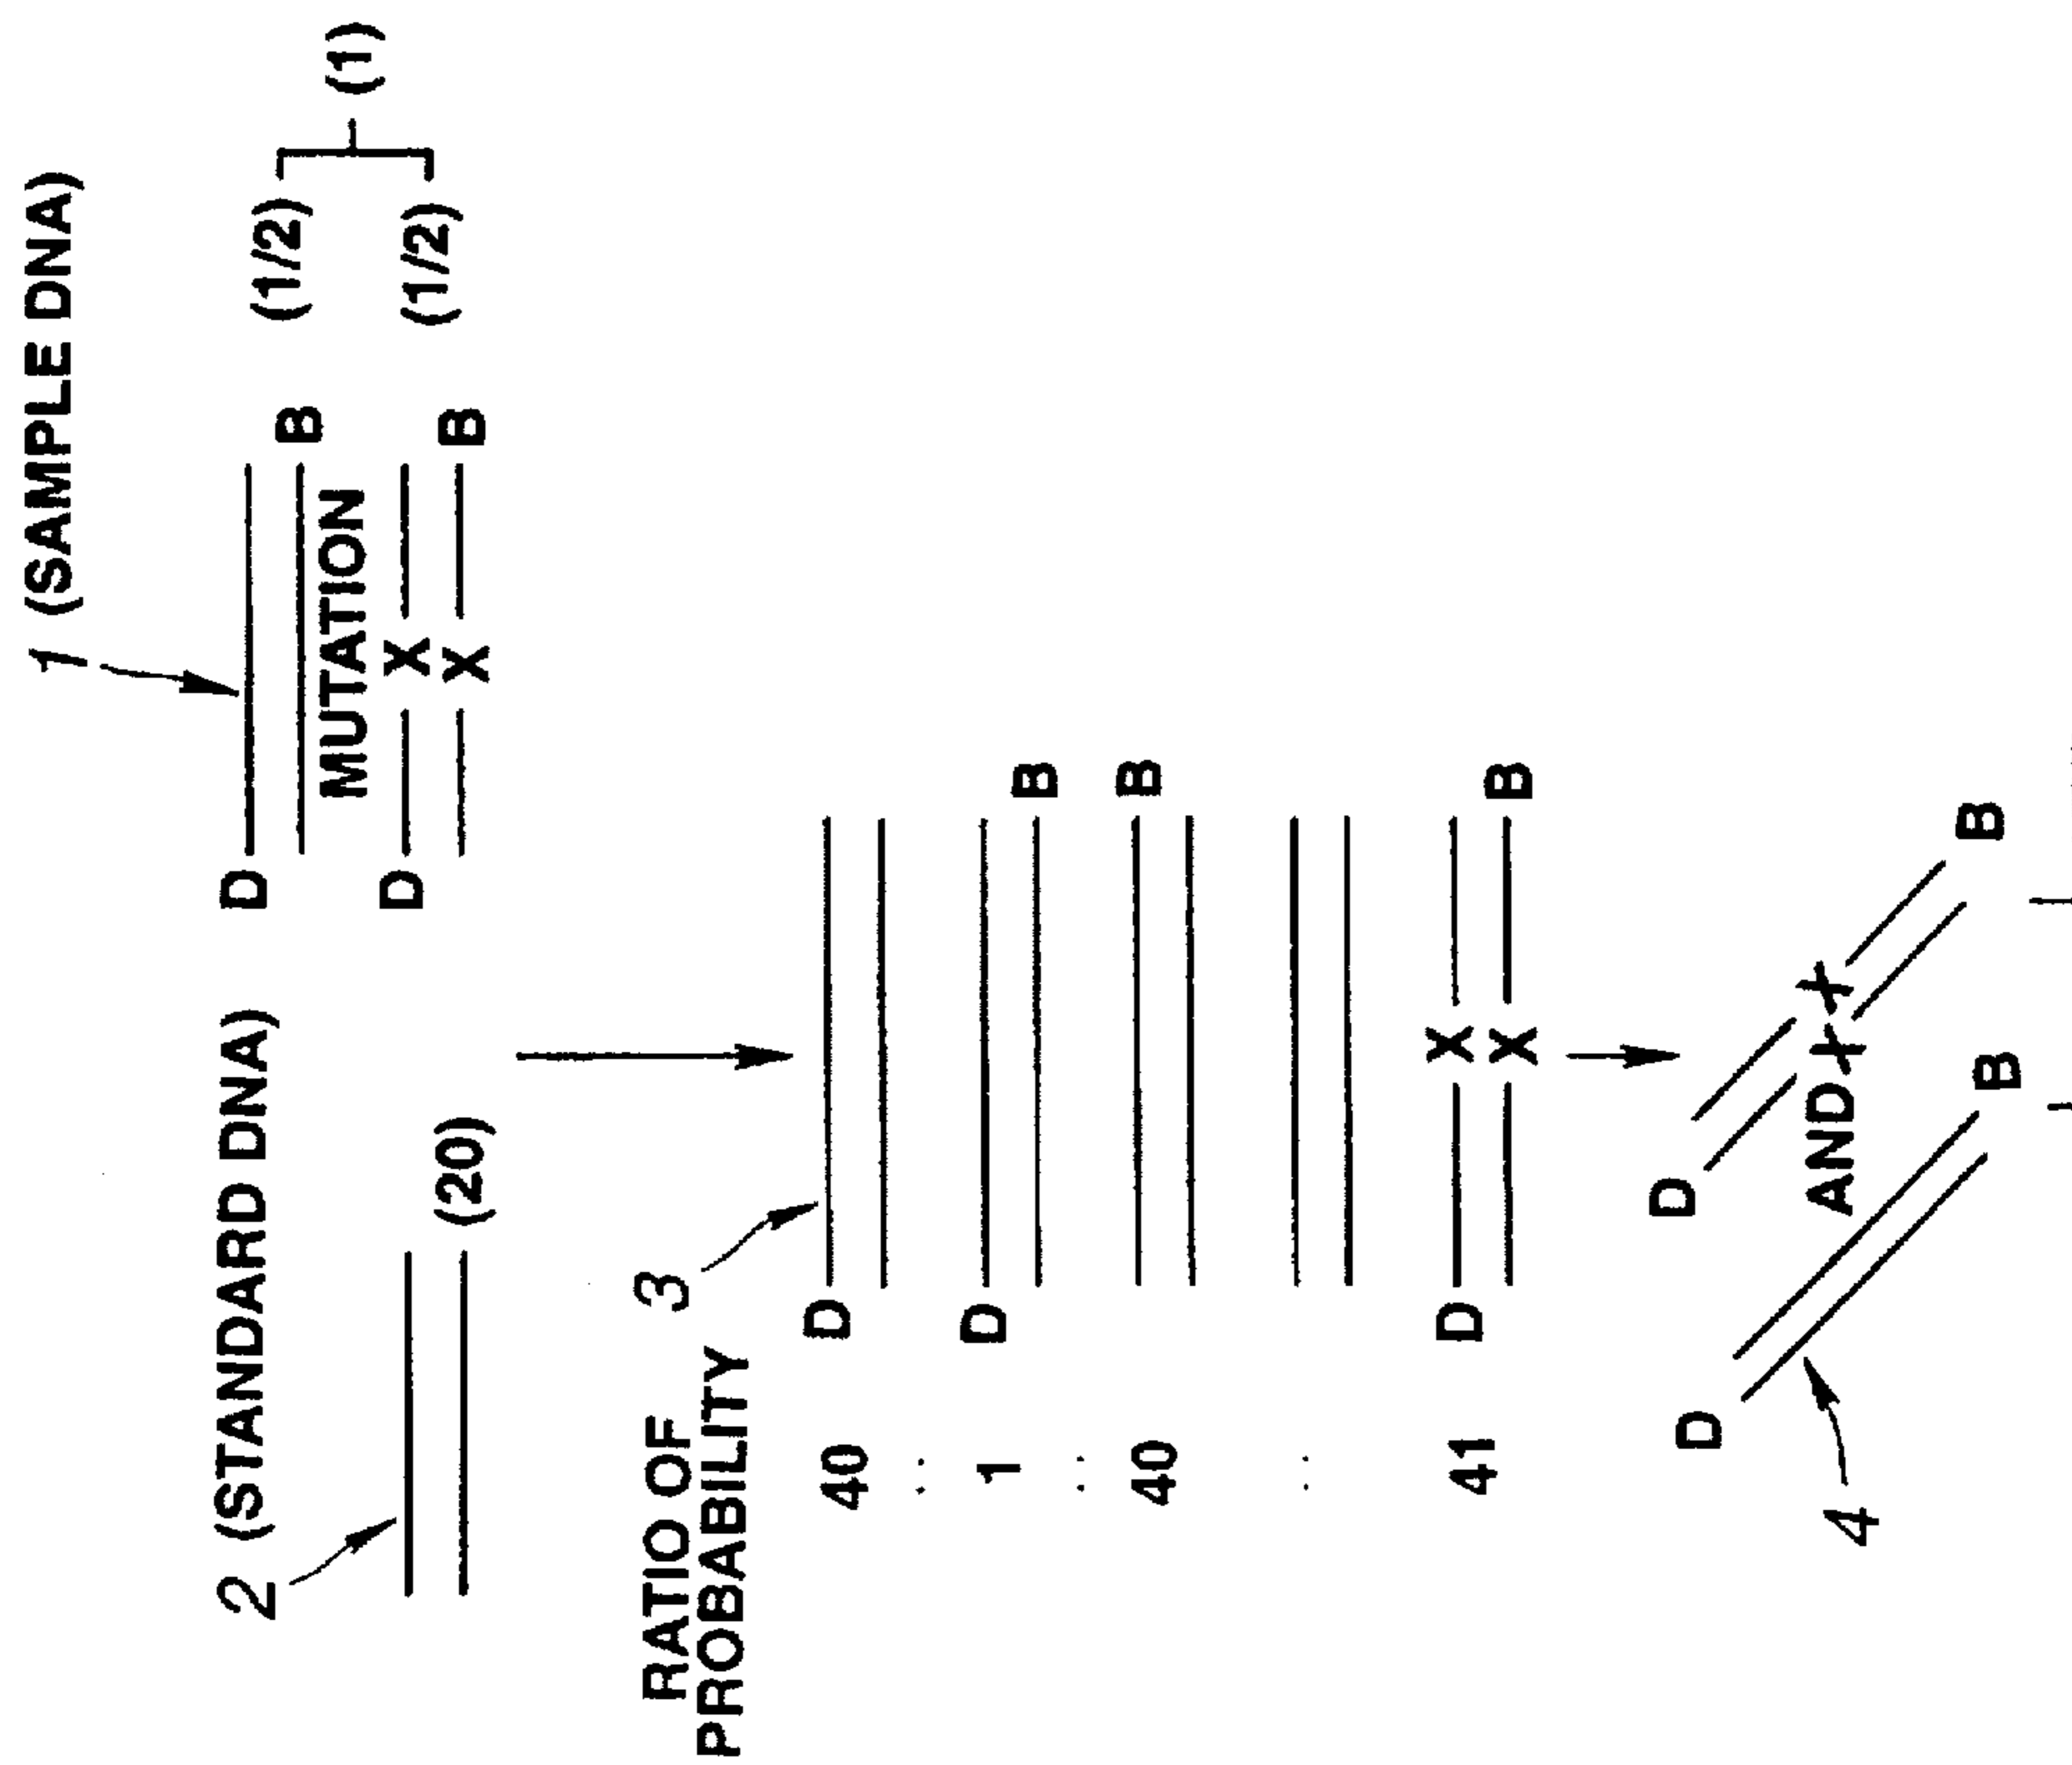 1 (SAMPLE DNA)
2 (STANDARD DNA)
D
B
(1/2)
MUTATION
(1)
D X
(1/2)
(20)
X B
RATIO OF
PROBABILITY
3
40 D
:
1 D B
:
40 B
:
41 D X
X B
D
X B
AND X
D
B
4